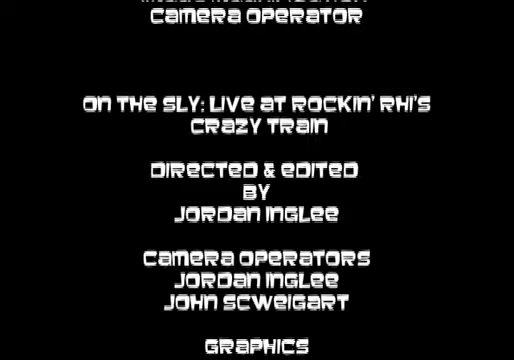 CAMERA OPERATOR
ON THE SLY: LIVE AT ROCKIN' RHI'S
CRAZY TRAIN
DIRECTED & EDITED
BY
JORDAN INGLEE
CAMERA OPERATORS
JORDAN INGLEE
JOHN SCWEIGART
GRAPHICS